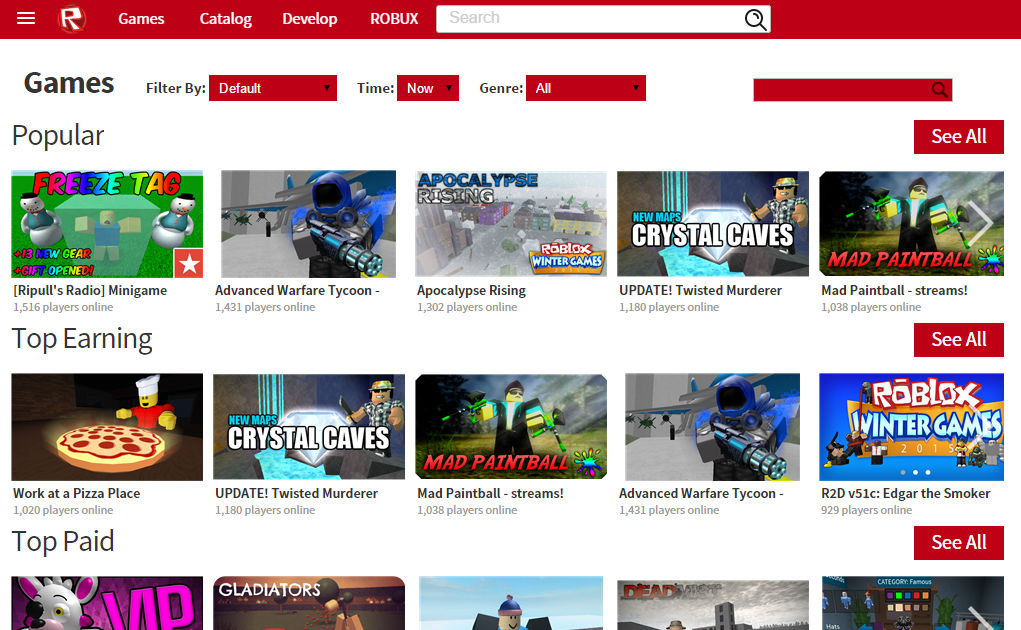 R Games Catalog Develop ROBUX Search
Games Filter By: Default Time: Now Genre: All
Popular See All
FREEZE TAG
+13 NEW GEAR
+GIFT OPENED!
APOCALYPSE
RISING
ROBLOX
WINTER GAMES
NEW MAPS
CRYSTAL CAVES
MAD PAINTBALL
[Ripull's Radio] Minigame Advanced Warfare Tycoon - Apocalypse Rising UPDATE! Twisted Murderer Mad Paintball - streams!
1,516 players online 1,431 players online 1,302 players online 1,180 players online 1,038 players online
Top Earning See All
NEW MAPS
CRYSTAL CAVES
MAD PAINTBALL
ROBLOX
WINTER GAMES
2015
Work at a Pizza Place UPDATE! Twisted Murderer Mad Paintball - streams! Advanced Warfare Tycoon - R2D v51c: Edgar the Smoker
1,020 players online 1,180 players online 1,038 players online 1,431 players online 929 players online
Top Paid See All
VIP
GLADIATORS
CATEGORY: Famous
Hats